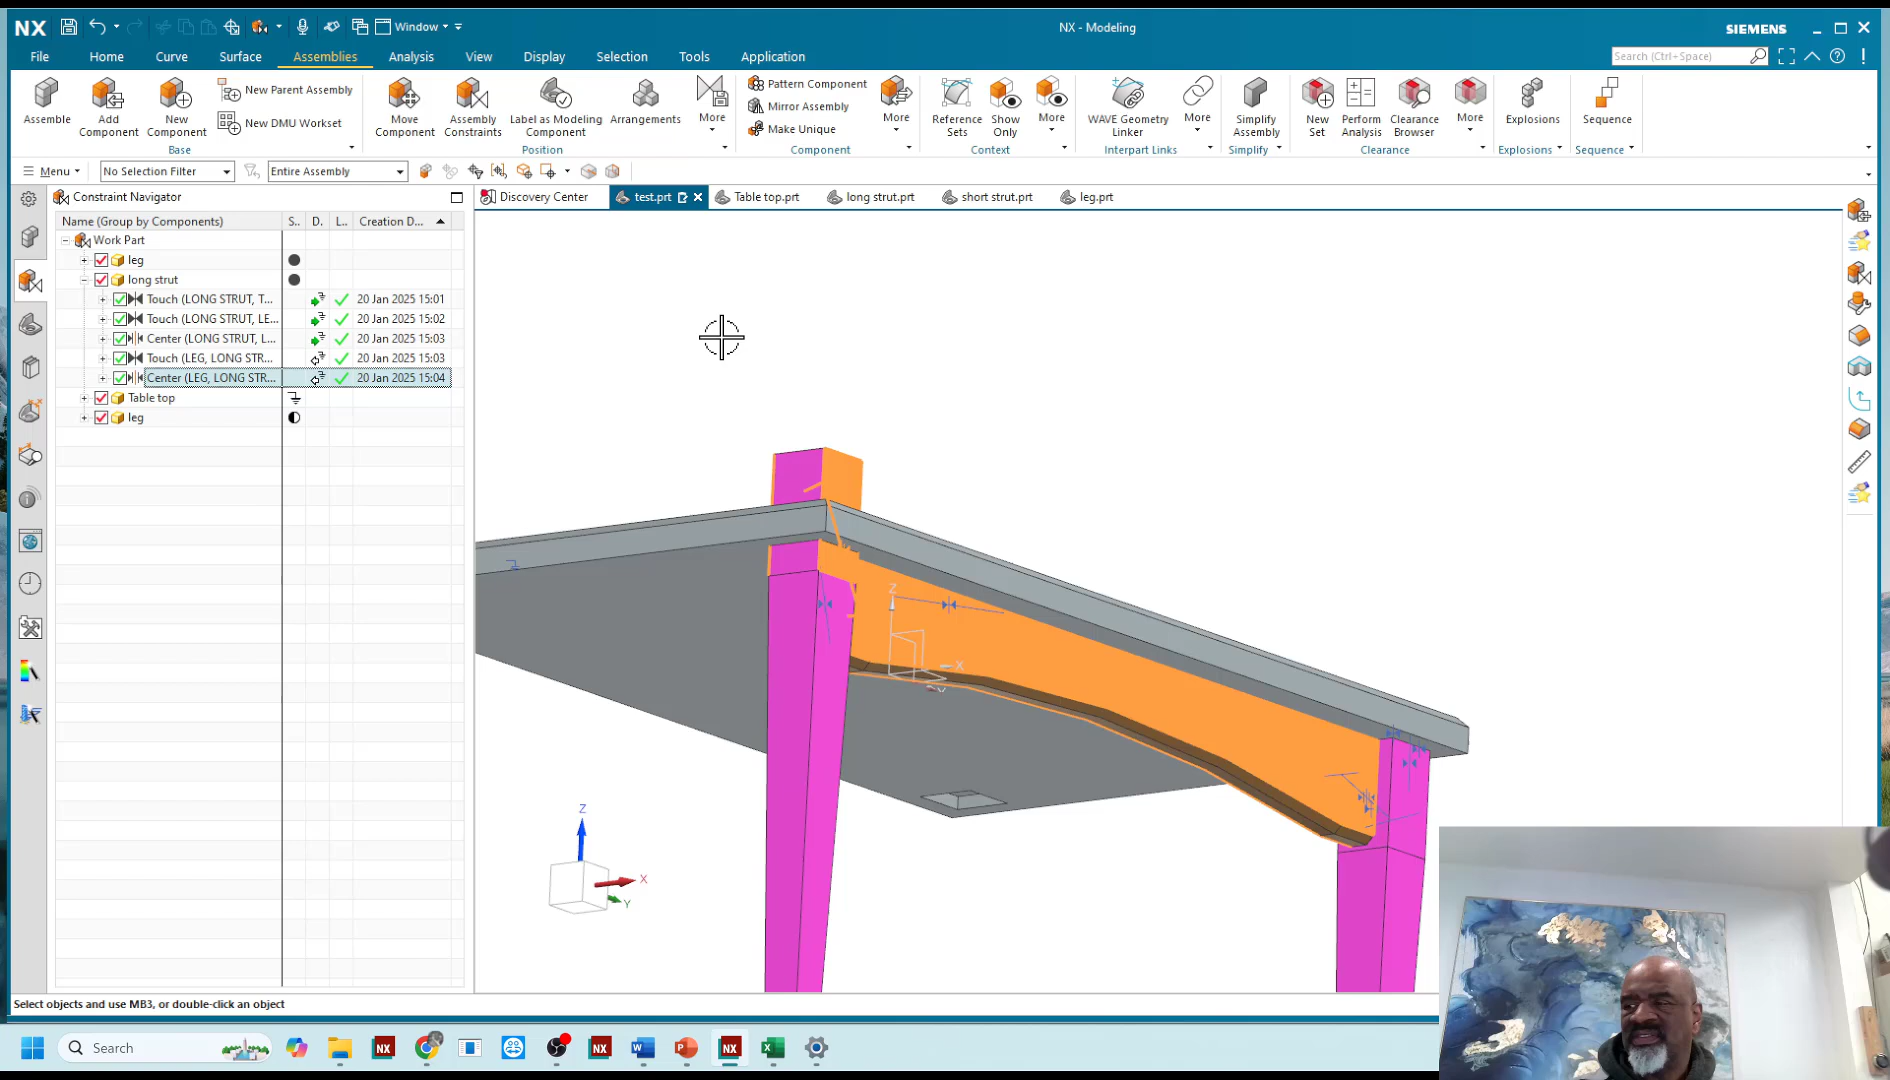 NX
Window
NX - Modeling
SIEMENS
File
Home
Curve
Surface
Assemblies
Analysis
View
Display
Selection
Tools
Application
Search (Ctrl+Space)
Assemble
Add Component
New Component
New Parent Assembly
New DMU Workset
Base
Move Component
Assembly Constraints
Label as Modeling Component
Arrangements
More
Position
Pattern Component
Mirror Assembly
Make Unique
More
Component
Reference Sets
Show Only
More
Context
WAVE Geometry Linker
More
Interpart Links
Simplify Assembly
Simplify
New Set
Perform Analysis
Clearance Browser
More
Clearance
Explosions
Explosions
Sequence
Sequence
Menu
No Selection Filter
Entire Assembly
Constraint Navigator
Discovery Center
test.prt
Table top.prt
long strut.prt
short strut.prt
leg.prt
Name (Group by Components) S.. D. L.. Creation D...
Work Part
leg
long strut
Touch (LONG STRUT, T... 20 Jan 2025 15:01
Touch (LONG STRUT, LE... 20 Jan 2025 15:02
Center (LONG STRUT, L... 20 Jan 2025 15:03
Touch (LEG, LONG STR... 20 Jan 2025 15:03
Center (LEG, LONG STR... 20 Jan 2025 15:04
Table top
leg
Z
X
Y
Z
X
Y
Select objects and use MB3, or double-click an object
Search
NX
NX
W
P
NX
X